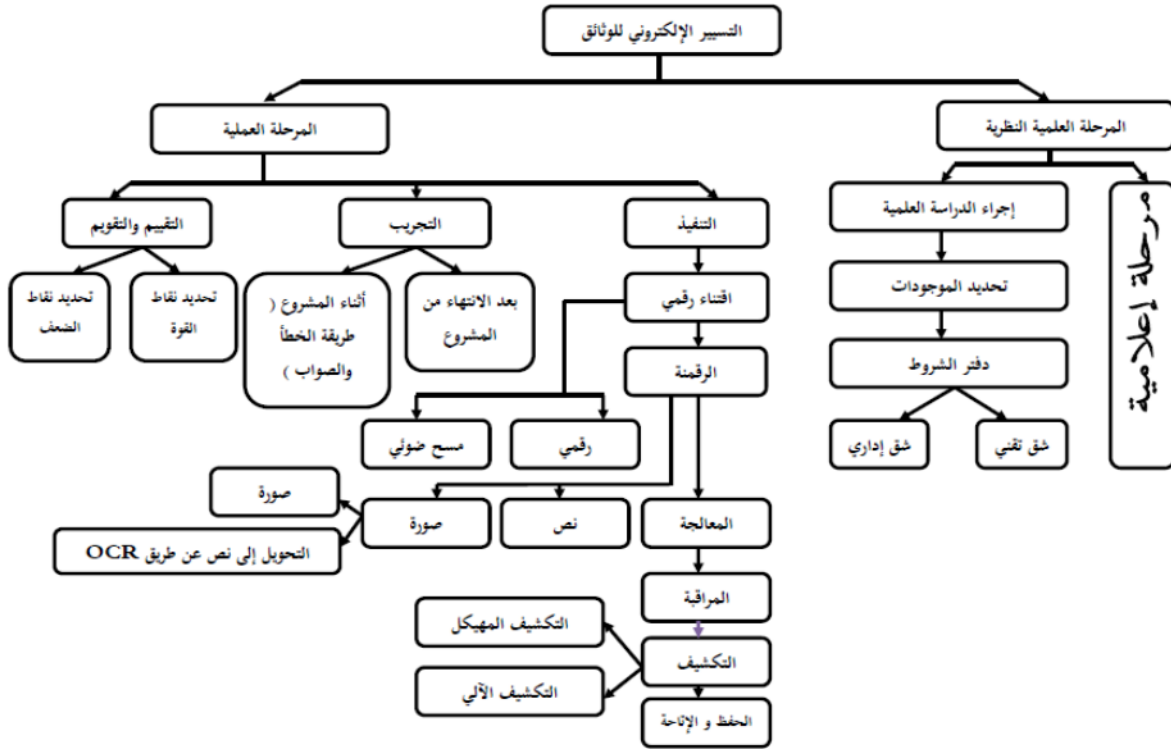 التسيير الإلكتروني للوثائق
المرحلة العلمية النظرية
المرحلة العملية
مرحلة إعلامية
إجراء الدراسة العلمية
تحديد الموجودات
دفتر الشروط
شق تقني
شق إداري
التنفيذ
التجريب
التقييم والتقويم
اقتناء رقمي
بعد الانتهاء من
المشروع
أثناء المشروع (
طريقة الخطأ
والصواب )
تحديد نقاط
القوة
تحديد نقاط
الضعف
الرقمنة
رقمي
مسح ضوئي
المعالجة
نص
صورة
صورة
التحويل إلى نص عن طريق OCR
المراقبة
التكشيف
التكشيف المهيكل
التكشيف الآلي
الحفظ و الإتاحة